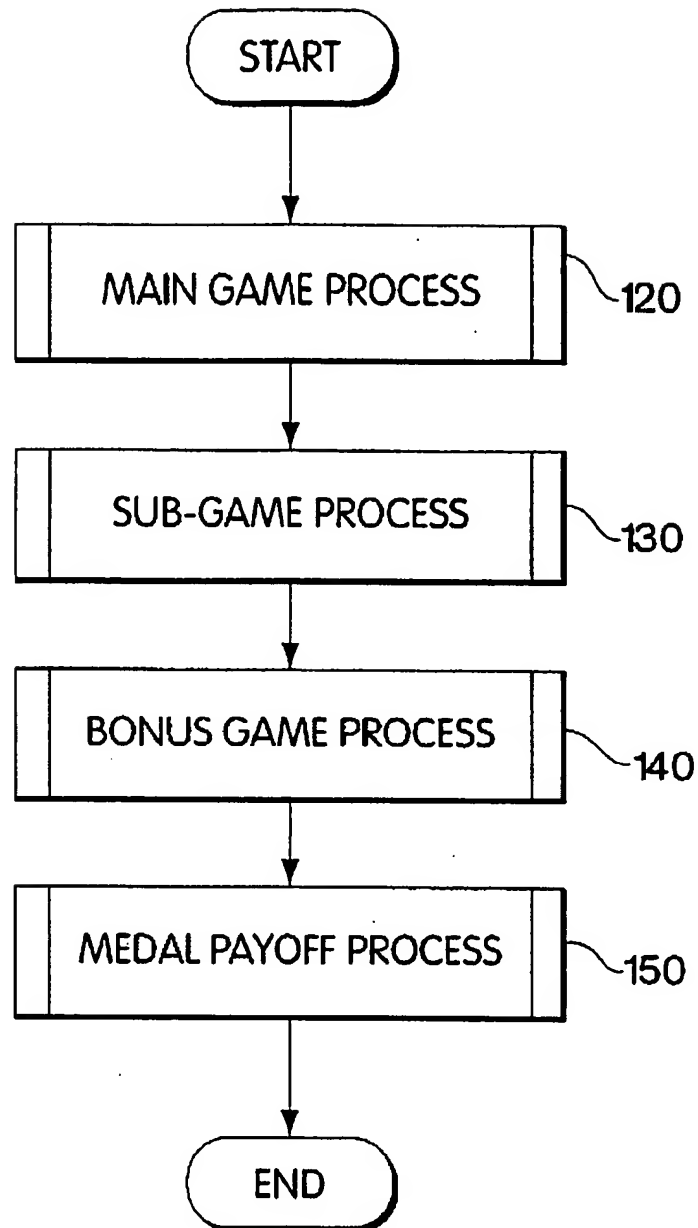 START
MAIN GAME PROCESS
120
SUB-GAME PROCESS
130
BONUS GAME PROCESS
140
MEDAL PAYOFF PROCESS
150
END